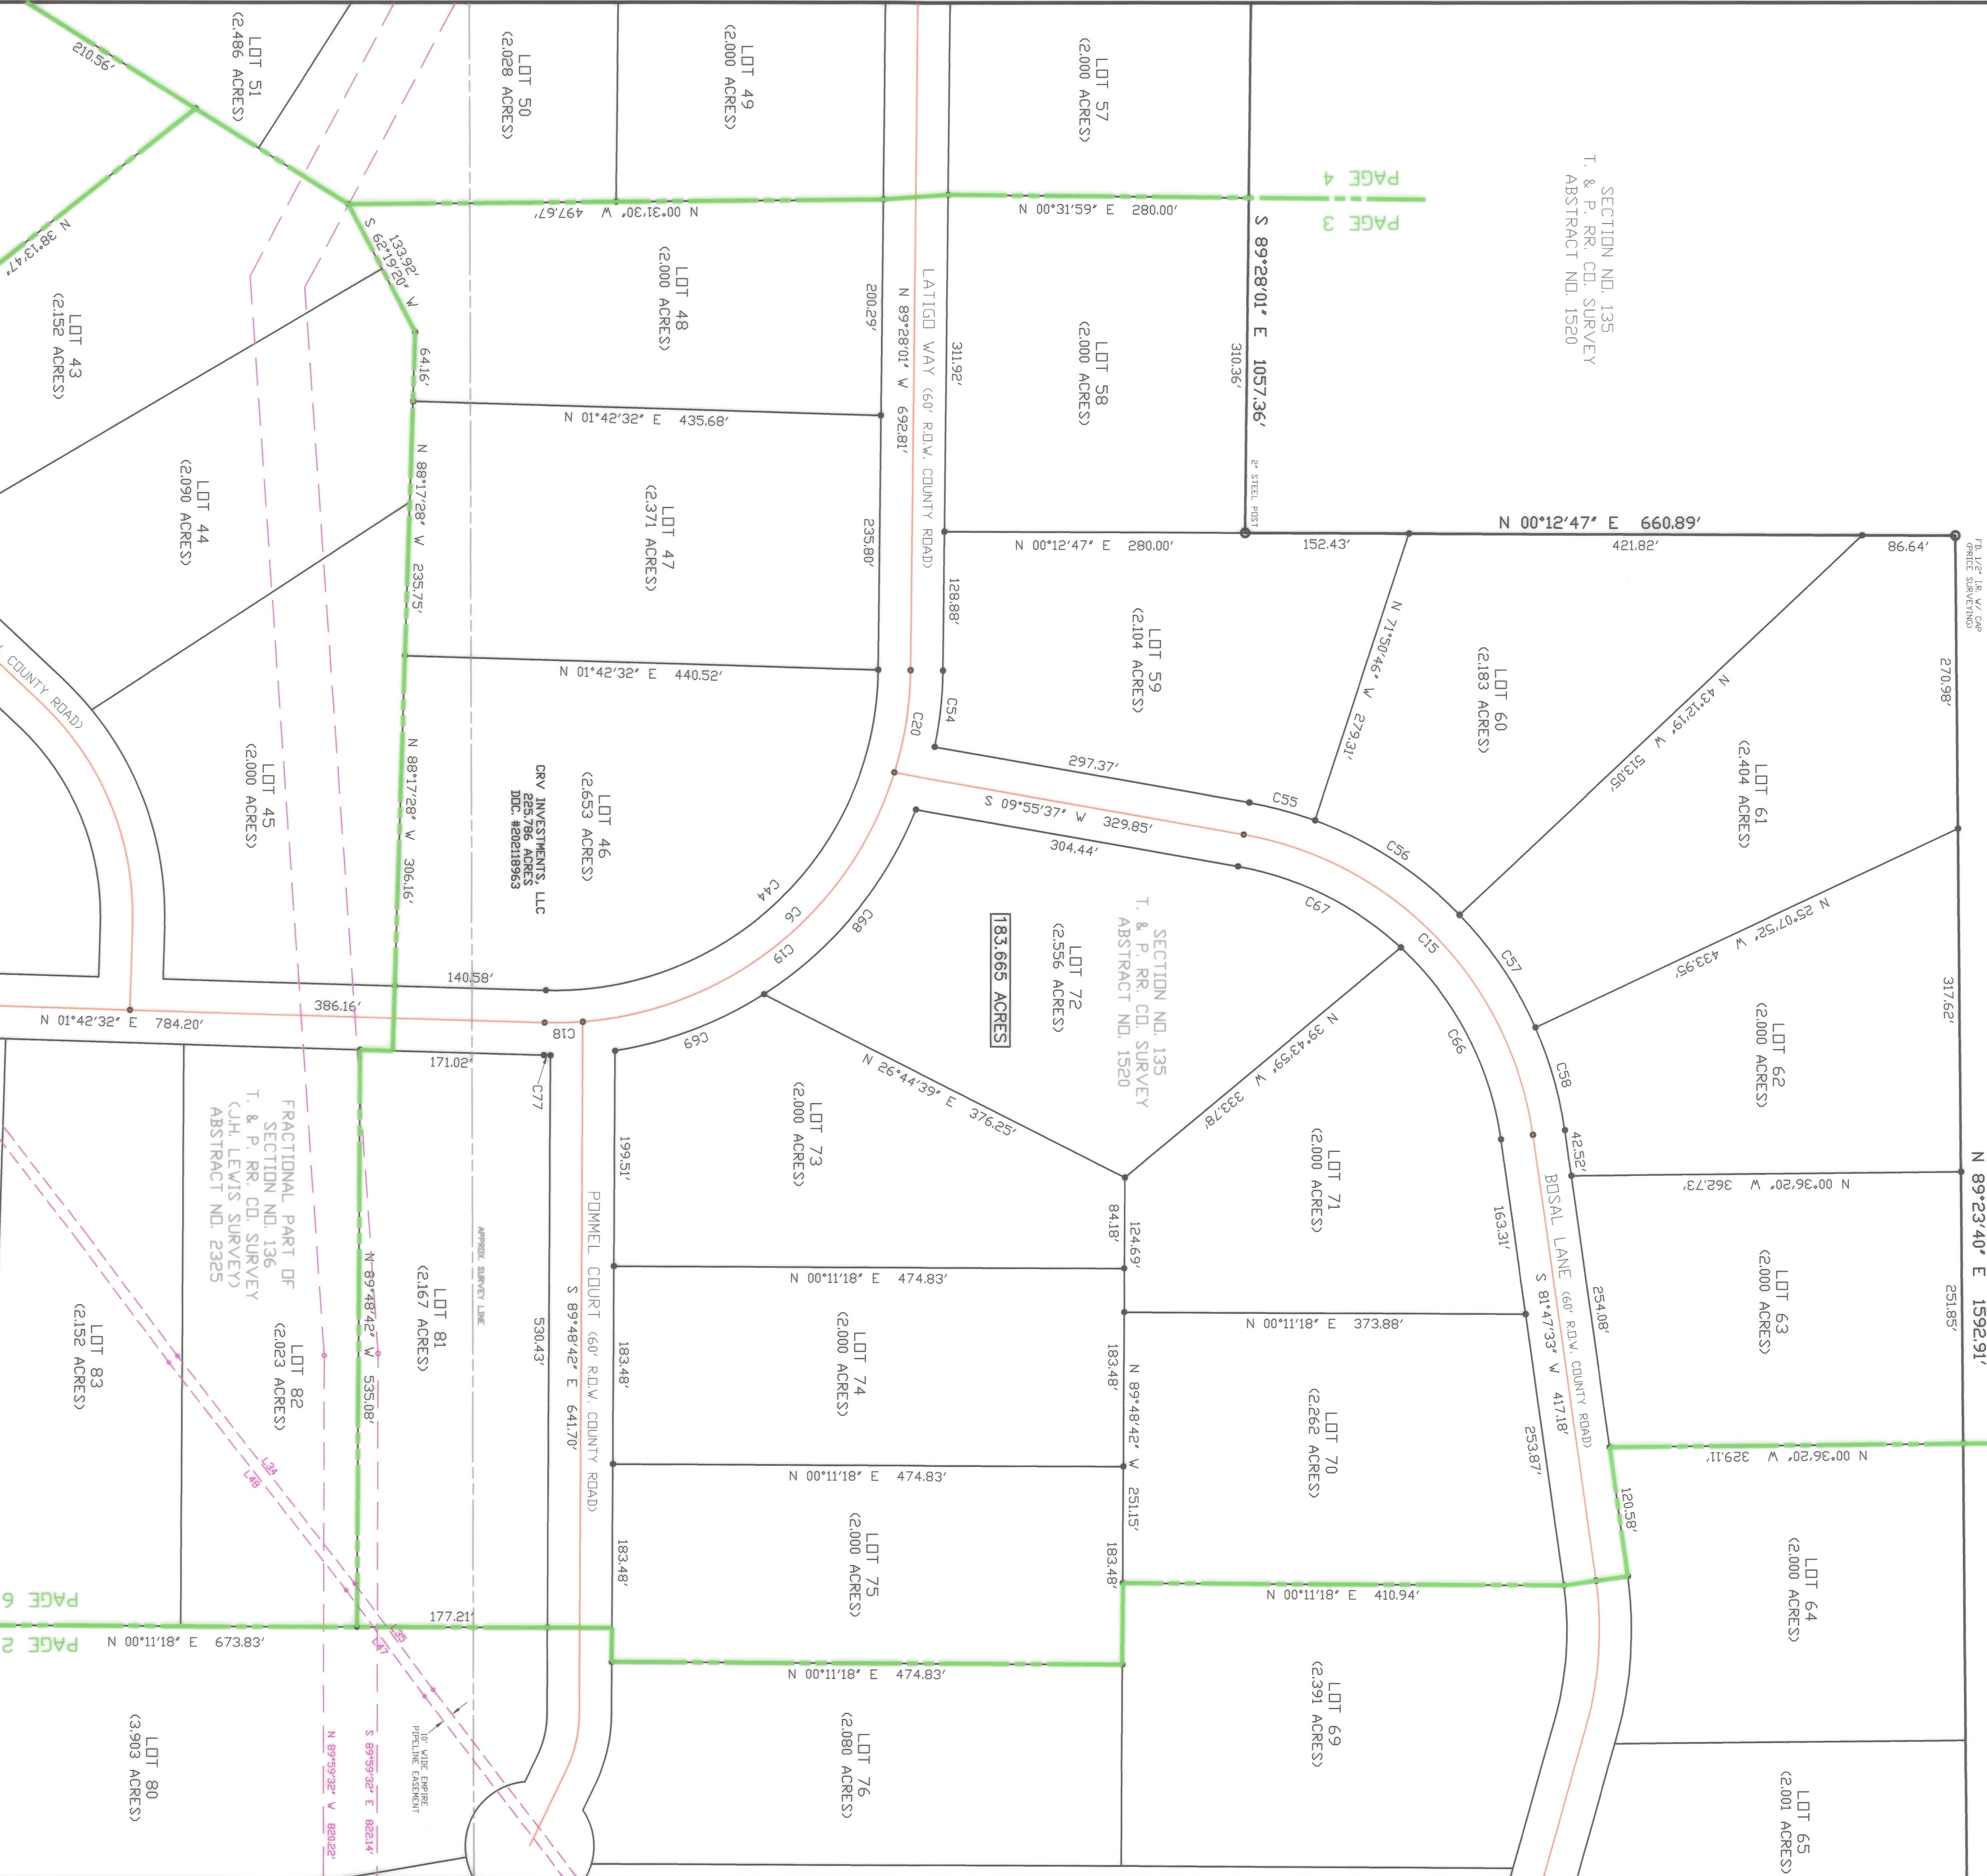 LOT 51
(2.486 ACRES)
210.56'
LOT 50
(2.028 ACRES)
LOT 49
(2.000 ACRES)
LOT 57
(2.000 ACRES)
SECTION NO. 135
T. & P. RR. CO. SURVEY
ABSTRACT NO. 1520
PAGE 4
PAGE 3
N 00°31'30" W 497.67'
N 00°31'59" E 280.00'
S 89°28'01" E 1057.36'
N 38°13'47"
133.92'
S 62°19'20" W
LOT 43
(2.152 ACRES)
LOT 48
(2.000 ACRES)
200.29'
N 89°28'01" W 692.81'
LATIGO WAY (60' R.O.W. COUNTY ROAD)
311.92'
LOT 58
(2.000 ACRES)
310.36'
2" STEEL POST
64.16'
N 01°42'32" E 435.68'
LOT 44
(2.090 ACRES)
N 88°17'28" W 235.75'
LOT 47
(2.371 ACRES)
235.80'
N 00°12'47" E 280.00'
152.43'
N 00°12'47" E 660.89'
421.82'
86.64'
FD. 1/2" I.R. W/ CAP
(PRICE SURVEYING)
N 01°42'32" E 440.52'
128.88'
LOT 59
(2.104 ACRES)
N 71°50'46" W 279.31'
LOT 60
(2.183 ACRES)
N 43°12'19" W 513.05'
270.98'
COUNTY ROAD)
C20
C54
LOT 45
(2.000 ACRES)
N 88°17'28" W 306.16'
CRV INVESTMENTS, LLC
225.786 ACRES
DOC. #202118963
LOT 46
(2.653 ACRES)
297.37'
S 09°55'37" W 329.85'
304.44'
C55
C56
LOT 61
(2.404 ACRES)
C44
C6
C19
C68
C67
C15
C57
N 25°07'52" W 433.95'
317.62'
140.58'
386.16'
N 01°42'32" E 784.20'
C18
171.02'
C77
C69
183.665 ACRES
LOT 72
(2.556 ACRES)
SECTION NO. 135
T. & P. RR. CO. SURVEY
ABSTRACT NO. 1520
N 26°44'39" E 376.25'
N 39°43'59" W 333.78'
C66
C58
42.52'
LOT 62
(2.000 ACRES)
N 00°36'20" W 362.73'
FRACTIONAL PART OF
SECTION NO. 136
T. & P. RR. CO. SURVEY
(J.H. LEWIS SURVEY)
ABSTRACT NO. 2325
LOT 73
(2.000 ACRES)
199.51'
84.18'
124.69'
LOT 71
(2.000 ACRES)
163.31'
BOSAL LANE (60' R.O.W. COUNTY ROAD)
S 81°47'33" W 417.18'
254.08'
N 89°23'40" E 1592.91'
LOT 63
(2.000 ACRES)
251.85'
APPROX. SURVEY LINE
POMMEL COURT (60' R.O.W. COUNTY ROAD)
S 89°48'42" E 641.70'
530.43'
N 00°11'18" E 474.83'
N 00°11'18" E 373.88'
LOT 83
(2.152 ACRES)
LOT 82
(2.023 ACRES)
N 89°48'42" W 535.08'
LOT 81
(2.167 ACRES)
LOT 74
(2.000 ACRES)
183.48'
183.48'
N 89°48'42" W 251.15'
LOT 70
(2.262 ACRES)
253.87'
N 00°36'20" W 329.11'
L34
L48
N 00°11'18" E 474.83'
120.58'
LOT 75
(2.000 ACRES)
183.48'
183.48'
N 00°11'18" E 410.94'
LOT 64
(2.000 ACRES)
PAGE 6
PAGE 2
N 00°11'18" E 673.83'
177.21'
L35
L47
N 00°11'18" E 474.83'
LOT 80
(3.903 ACRES)
N 89°59'32" W 820.22'
S 89°59'32" E 822.14'
10' WIDE EMPIRE
PIPELINE EASEMENT
LOT 76
(2.080 ACRES)
LOT 69
(2.391 ACRES)
LOT 65
(2.001 ACRES)